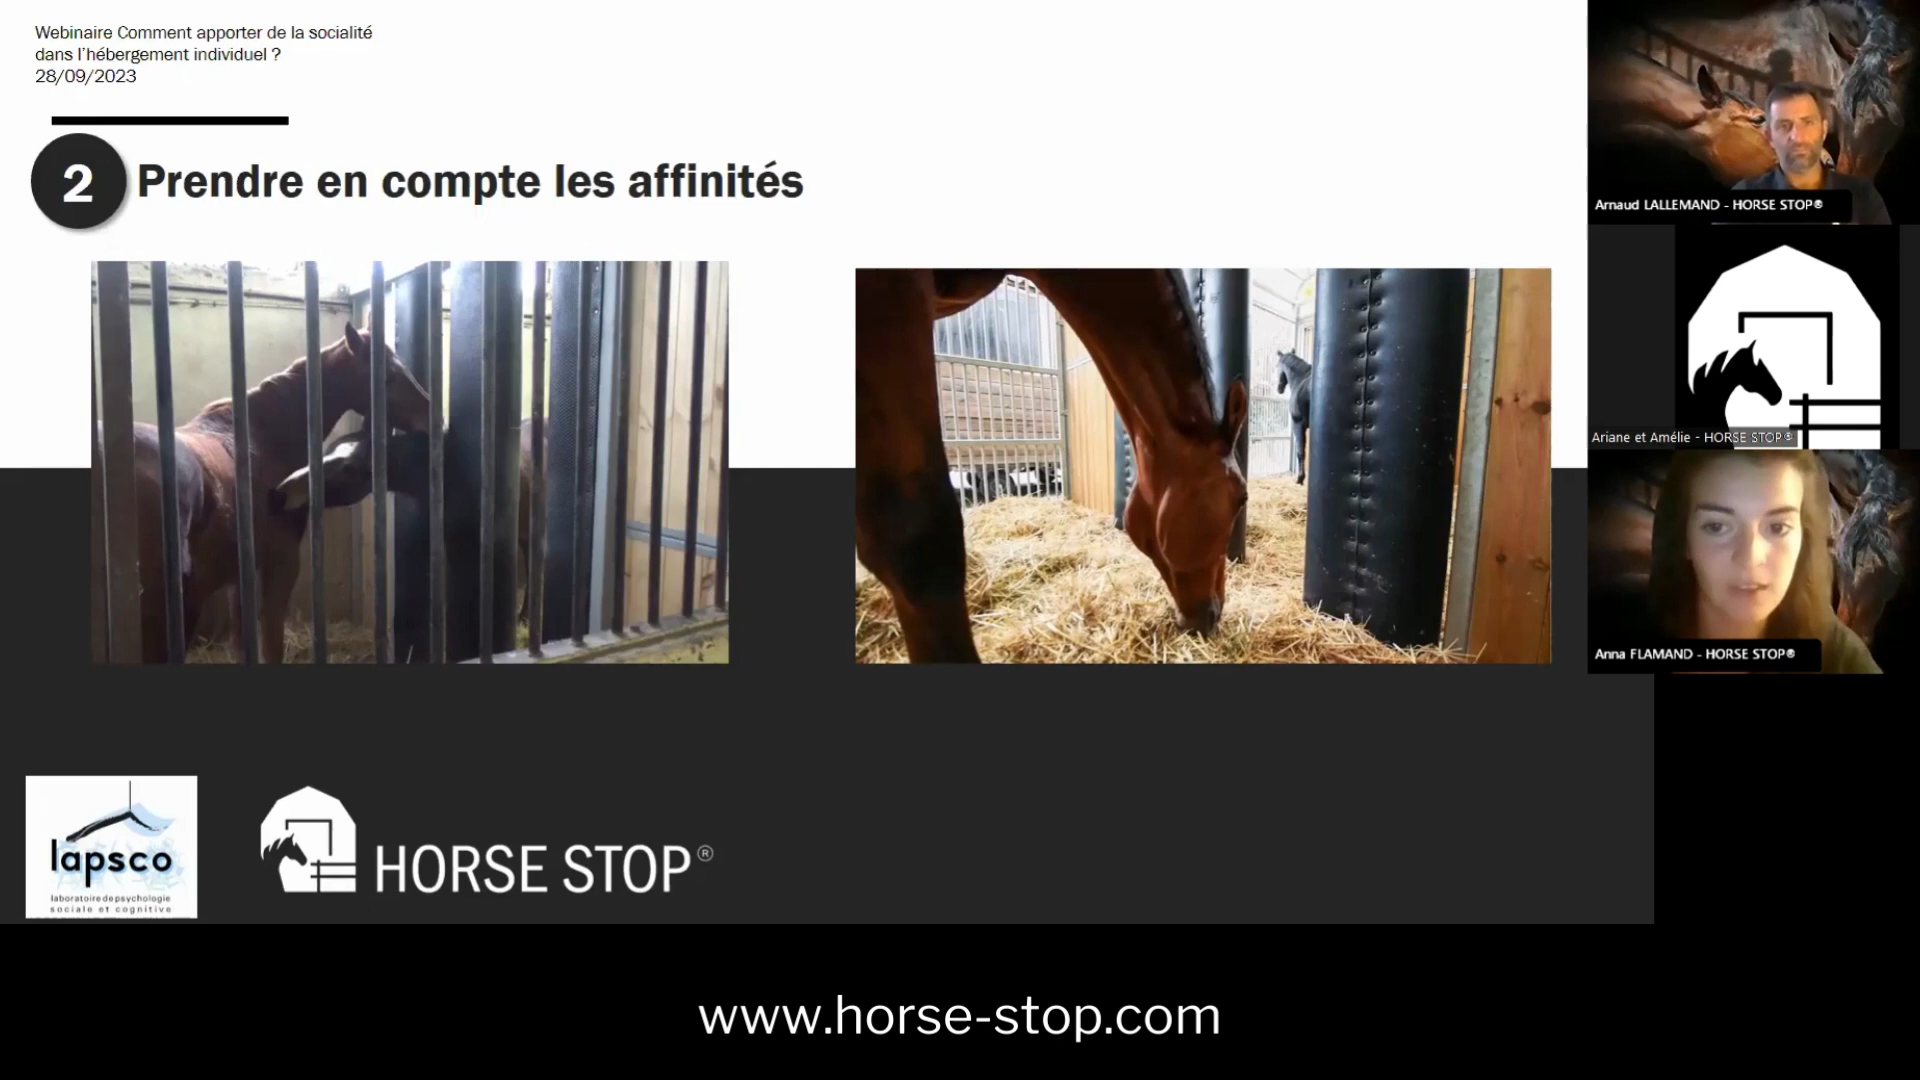 Webinaire Comment apporter de la socialité
dans l'hébergement individuel ?
28/09/2023
2 Prendre en compte les affinités
Arnaud LALLEMAND - HORSE STOP®
Ariane et Amélie - HORSE STOP®
Anna FLAMAND - HORSE STOP®
lapsco
laboratoire de psychologie
sociale et cognitive
HORSE STOP®
www.horse-stop.com